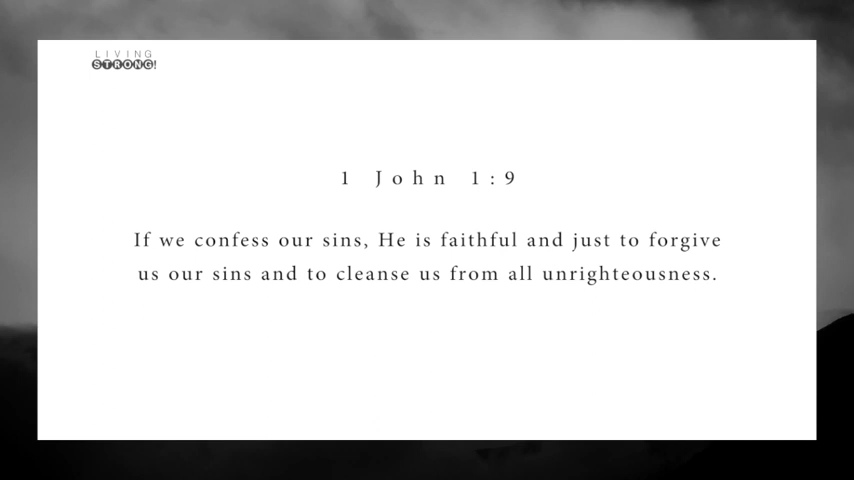 LIVING
STRONG!
1 John 1:9
If we confess our sins, He is faithful and just to forgive
us our sins and to cleanse us from all unrighteousness.